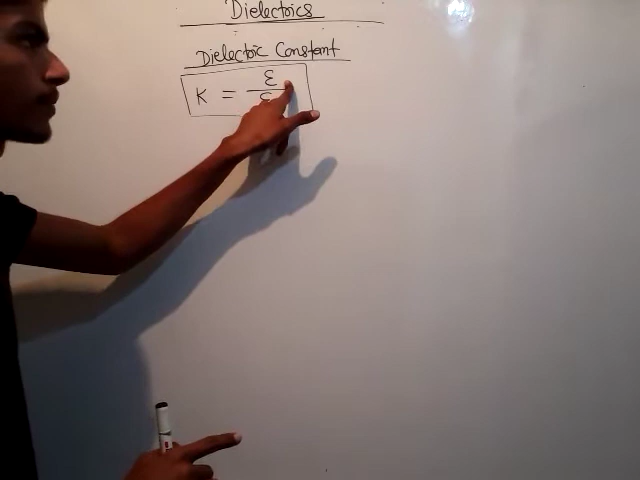 Dielectrics
Dielectric Constant
K = ε / ε